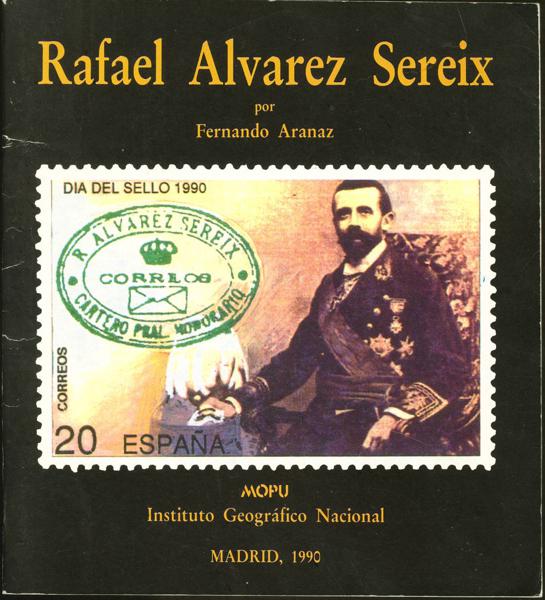 Rafael Alvarez Sereix
por
Fernando Aranaz
DIA DEL SELLO 1990
R. ALVAREZ SEREIX
CORREOS
CARTERO PRAL. HONORARIO
CORREOS
20 ESPAÑA
MOPU
Instituto Geográfico Nacional
MADRID, 1990